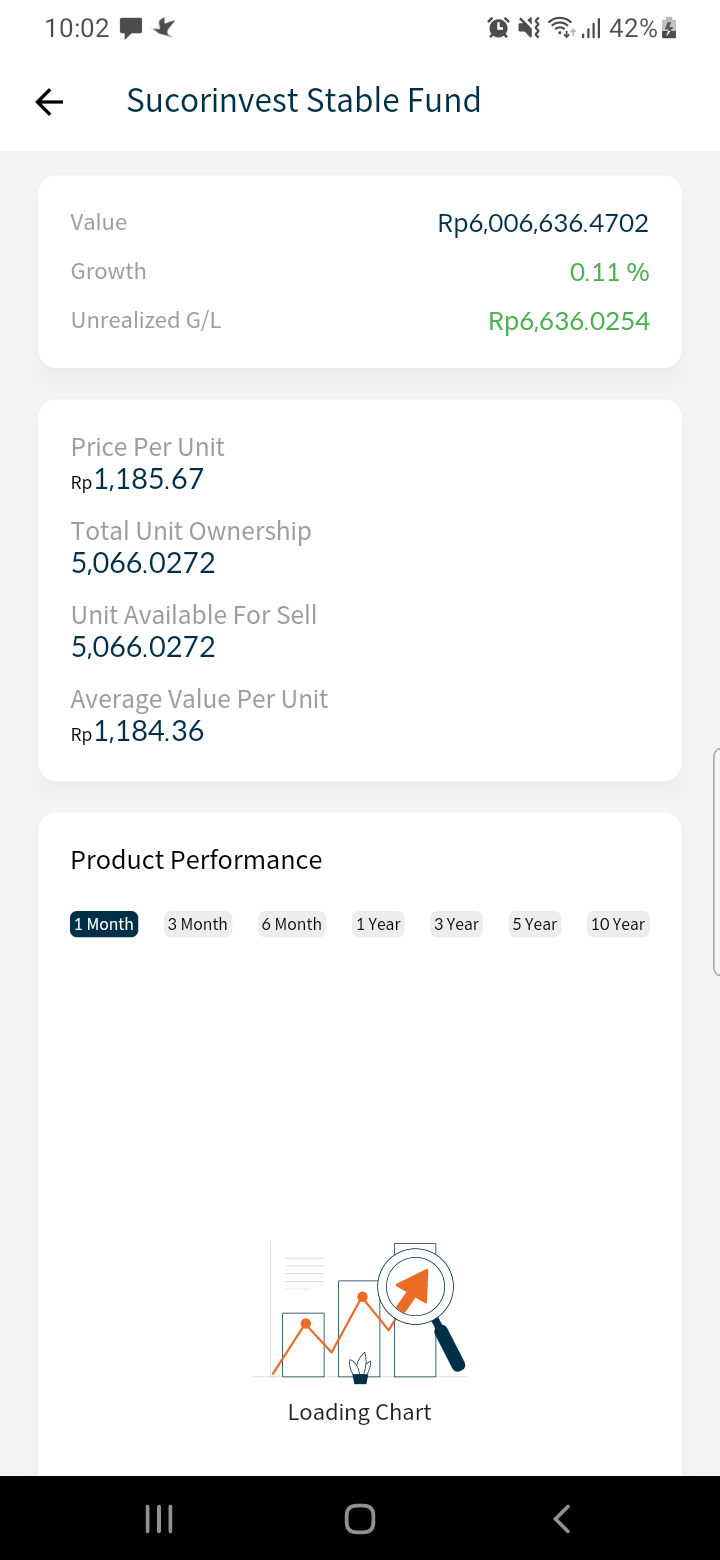 10:02 42%
Sucorinvest Stable Fund
Value Rp6,006,636.4702
Growth 0.11 %
Unrealized G/L Rp6,636.0254
Price Per Unit
Rp1,185.67
Total Unit Ownership
5,066.0272
Unit Available For Sell
5,066.0272
Average Value Per Unit
Rp1,184.36
Product Performance
1 Month 3 Month 6 Month 1 Year 3 Year 5 Year 10 Year
Loading Chart